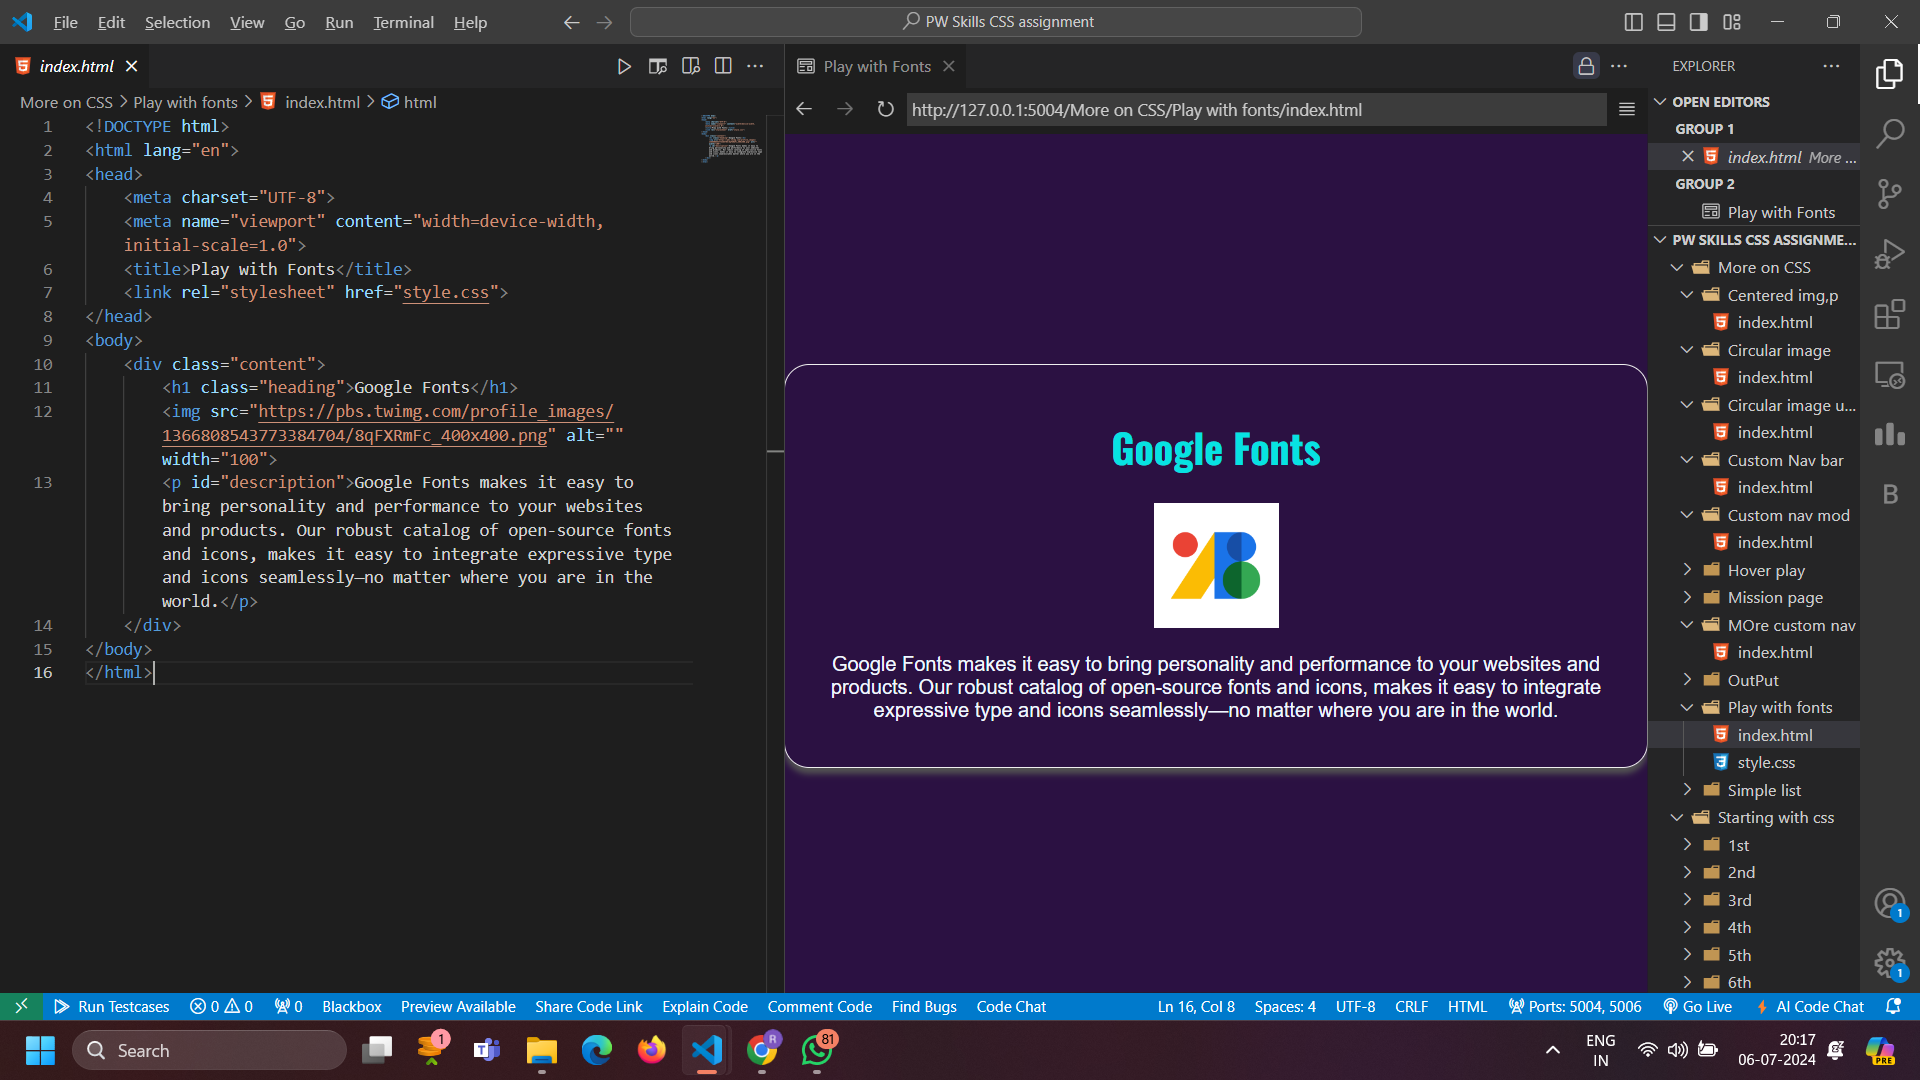 File Edit Selection View Go Run Terminal Help
PW Skills CSS assignment
index.html
More on CSS > Play with fonts > index.html > html
1 <!DOCTYPE html>
2 <html lang="en">
3 <head>
4 <meta charset="UTF-8">
5 <meta name="viewport" content="width=device-width,
initial-scale=1.0">
6 <title>Play with Fonts</title>
7 <link rel="stylesheet" href="style.css">
8 </head>
9 <body>
10 <div class="content">
11 <h1 class="heading">Google Fonts</h1>
12 <img src="https://pbs.twimg.com/profile_images/
1366808543773384704/8qFXRmFc_400x400.png" alt=""
width="100">
13 <p id="description">Google Fonts makes it easy to
bring personality and performance to your websites
and products. Our robust catalog of open-source fonts
and icons, makes it easy to integrate expressive type
and icons seamlessly—no matter where you are in the
world.</p>
14 </div>
15 </body>
16 </html>
Play with Fonts
http://127.0.0.1:5004/More on CSS/Play with fonts/index.html
Google Fonts
Google Fonts makes it easy to bring personality and performance to your websites and
products. Our robust catalog of open-source fonts and icons, makes it easy to integrate
expressive type and icons seamlessly—no matter where you are in the world.
EXPLORER
OPEN EDITORS
GROUP 1
index.html More ...
GROUP 2
Play with Fonts
PW SKILLS CSS ASSIGNME...
More on CSS
Centered img,p
index.html
Circular image
index.html
Circular image u...
index.html
Custom Nav bar
index.html
Custom nav mod
index.html
Hover play
Mission page
MOre custom nav
index.html
OutPut
Play with fonts
index.html
style.css
Simple list
Starting with css
1st
2nd
3rd
4th
5th
6th
B
1
1
Run Testcases 0 0 0 Blackbox Preview Available Share Code Link Explain Code Comment Code Find Bugs Code Chat
Ln 16, Col 8 Spaces: 4 UTF-8 CRLF HTML Ports: 5004, 5006 Go Live AI Code Chat
Search
1
R
81
ENG
IN
20:17
06-07-2024
PRE